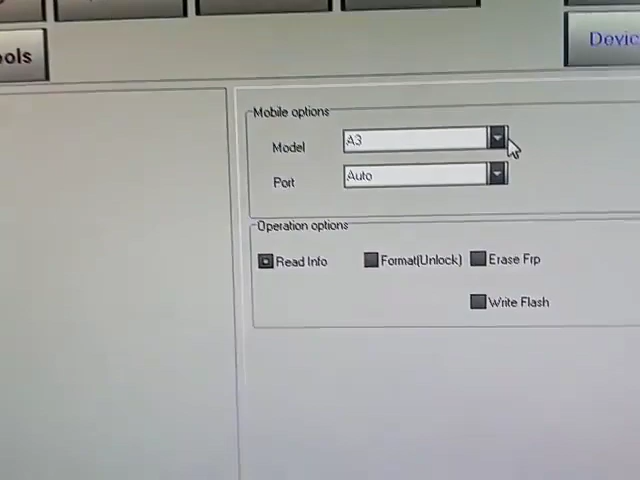 ools
Devic
Mobile options
Model A3
Port Auto
Operation options
Read Info Format(Unlock) Erase Frp
Write Flash